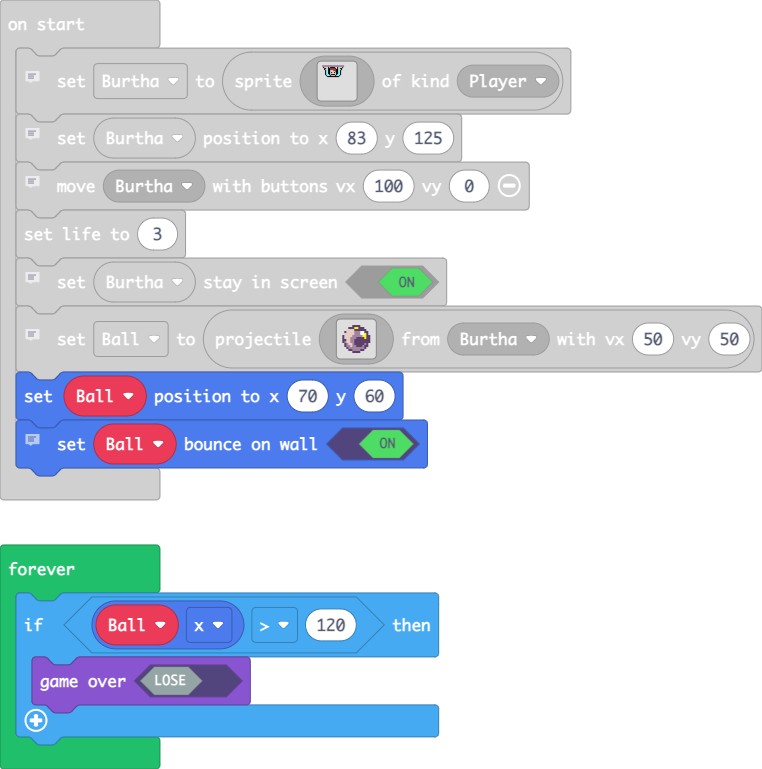 on start
set Burtha to sprite of kind Player
set Burtha position to x 83 y 125
move Burtha with buttons vx 100 vy 0
set life to 3
set Burtha stay in screen ON
set Ball to projectile from Burtha with vx 50 vy 50
set Ball position to x 70 y 60
set Ball bounce on wall ON
forever
if Ball x > 120 then
game over LOSE